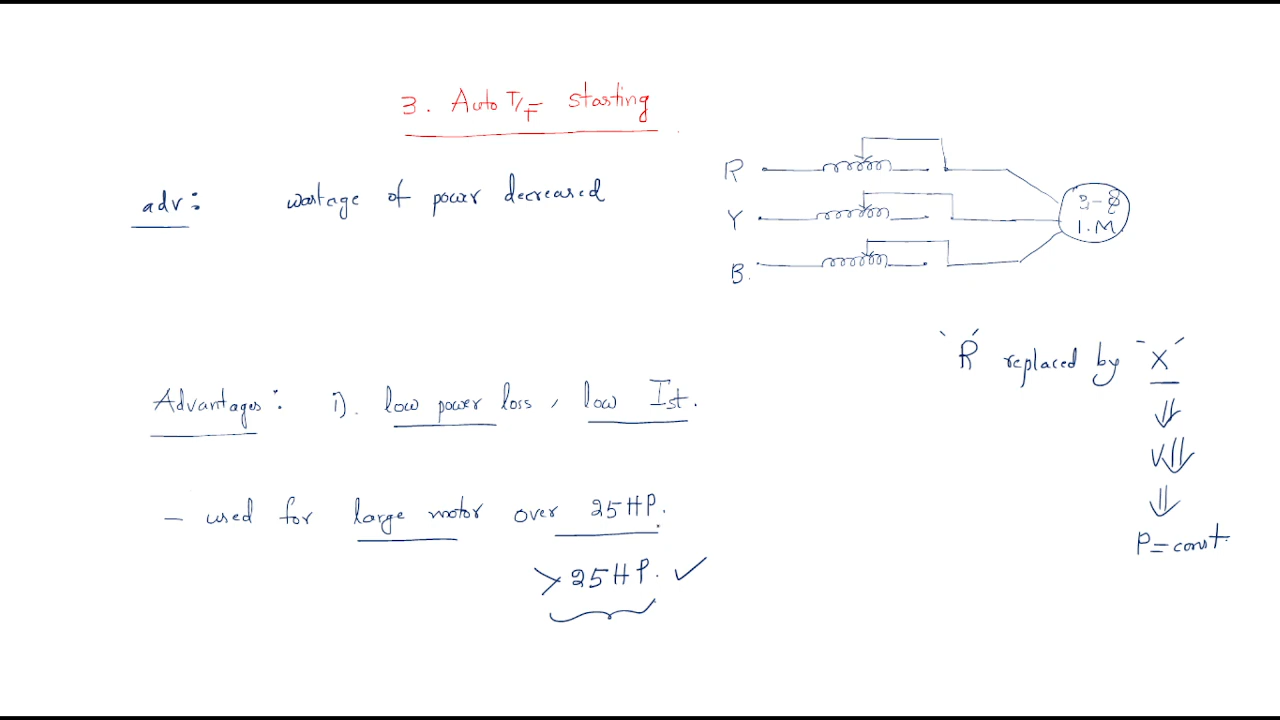 3. Auto T/F starting
adv: wastage of power decreased
R
Y
B.
3-Φ
I.M
'R' replaced by 'X'
V
P = const.
Advantages: i). low power loss, low Ist.
- used for large motor over 25HP.
> 25HP. ✓